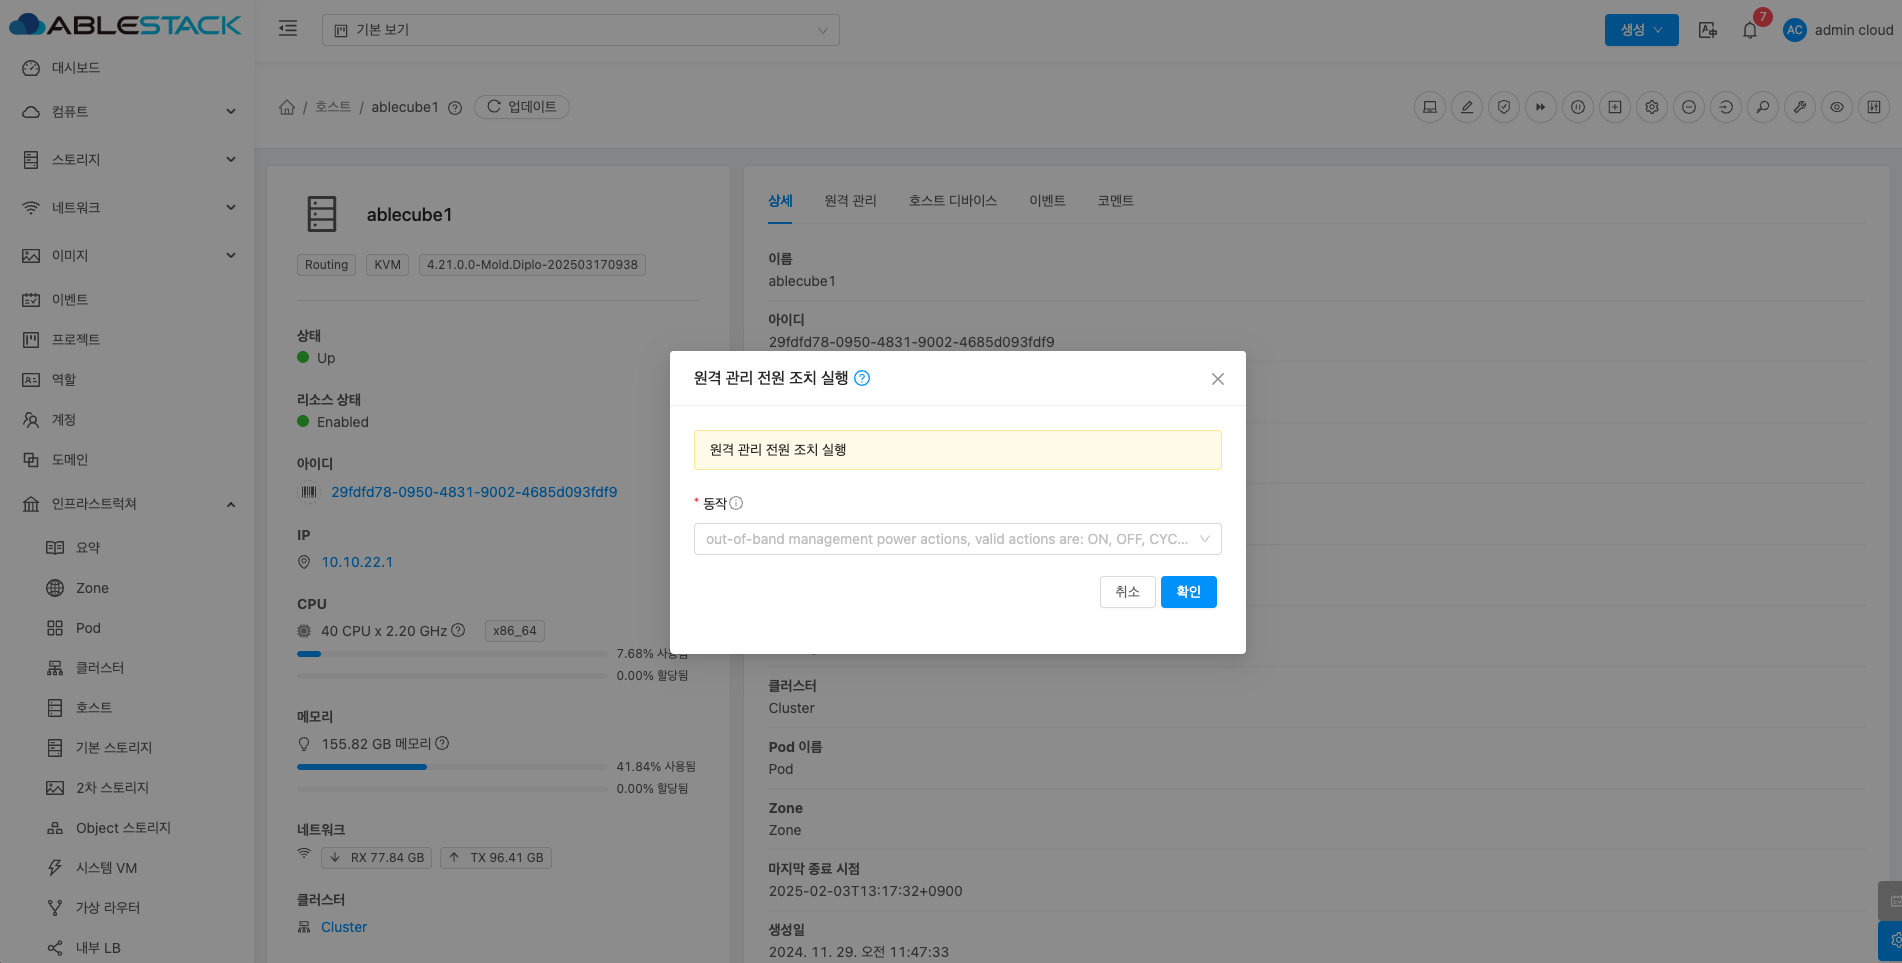 ABLESTACK
기본 보기
생성
7
AC
admin cloud
대시보드
컴퓨트
스토리지
네트워크
이미지
이벤트
프로젝트
역할
계정
도메인
인프라스트럭쳐
요약
Zone
Pod
클러스터
호스트
기본 스토리지
2차 스토리지
Object 스토리지
시스템 VM
가상 라우터
내부 LB
/ 호스트 / ablecube1
업데이트
ablecube1
Routing
KVM
4.21.0.0-Mold.Diplo-202503170938
상태
Up
리소스 상태
Enabled
아이디
29fdfd78-0950-4831-9002-4685d093fdf9
IP
10.10.22.1
CPU
40 CPU x 2.20 GHz
x86_64
7.68% 사용됨
0.00% 할당됨
메모리
155.82 GB 메모리
41.84% 사용됨
0.00% 할당됨
네트워크
RX 77.84 GB
TX 96.41 GB
클러스터
Cluster
상세
원격 관리
호스트 디바이스
이벤트
코멘트
이름
ablecube1
아이디
29fdfd78-0950-4831-9002-4685d093fdf9
원격 관리 전원 조치 실행
원격 관리 전원 조치 실행
* 동작
out-of-band management power actions, valid actions are: ON, OFF, CYC...
취소
확인
클러스터
Cluster
Pod 이름
Pod
Zone
Zone
마지막 종료 시점
2025-02-03T13:17:32+0900
생성일
2024. 11. 29. 오전 11:47:33